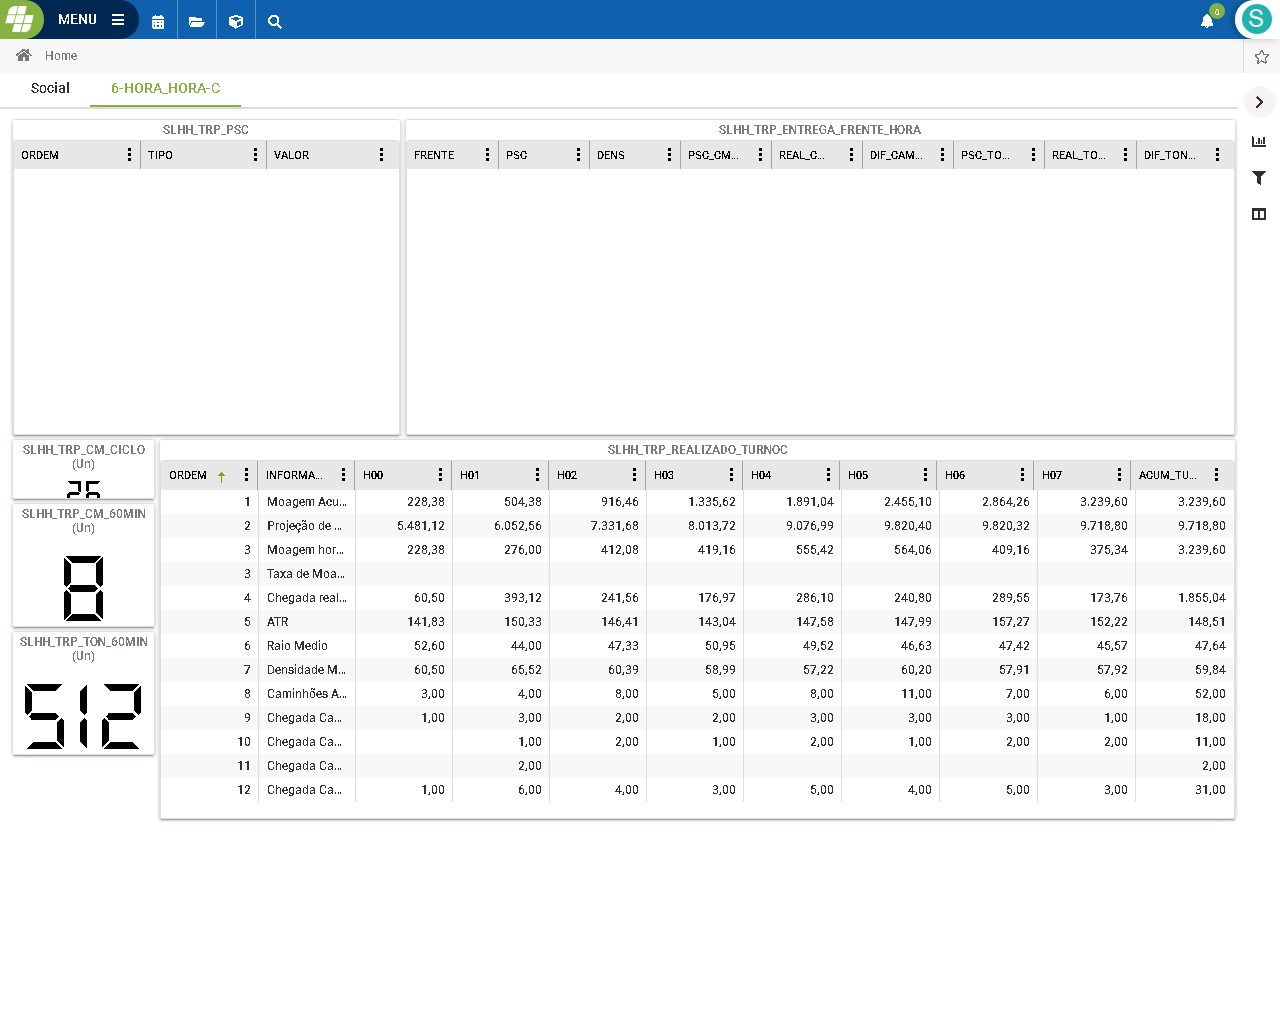 MENU
0
S
Home
Social
6-HORA_HORA-C
SLHH_TRP_PSC
ORDEM TIPO VALOR
SLHH_TRP_ENTREGA_FRENTE_HORA
FRENTE PSC DENS PSC_CM... REAL_C... DIF_CAM... PSC_TO... REAL_TO... DIF_TON...
SLHH_TRP_CM_CICLO
(Un)
SLHH_TRP_CM_60MIN
(Un)
8
SLHH_TRP_TON_60MIN
(Un)
512
SLHH_TRP_REALIZADO_TURNOC
ORDEM INFORMA... H00 H01 H02 H03 H04 H05 H06 H07 ACUM_TU...
1 Moagem Acu... 228,38 504,38 916,46 1.335,62 1.891,04 2.455,10 2.864,26 3.239,60 3.239,60
2 Projeção de ... 5.481,12 6.052,56 7.331,68 8.013,72 9.076,99 9.820,40 9.820,32 9.718,80 9.718,80
3 Moagem hor... 228,38 276,00 412,08 419,16 555,42 564,06 409,16 375,34 3.239,60
3 Taxa de Moa...
4 Chegada real... 60,50 393,12 241,56 176,97 286,10 240,80 289,55 173,76 1.855,04
5 ATR 141,83 150,33 146,41 143,04 147,58 147,99 157,27 152,22 148,51
6 Raio Medio 52,60 44,00 47,33 50,95 49,52 46,63 47,42 45,57 47,64
7 Densidade M... 60,50 65,52 60,39 58,99 57,22 60,20 57,91 57,92 59,84
8 Caminhões A... 3,00 4,00 8,00 5,00 8,00 11,00 7,00 6,00 52,00
9 Chegada Ca... 1,00 3,00 2,00 2,00 3,00 3,00 3,00 1,00 18,00
10 Chegada Ca... 1,00 2,00 1,00 2,00 1,00 2,00 2,00 11,00
11 Chegada Ca... 2,00 2,00
12 Chegada Ca... 1,00 6,00 4,00 3,00 5,00 4,00 5,00 3,00 31,00